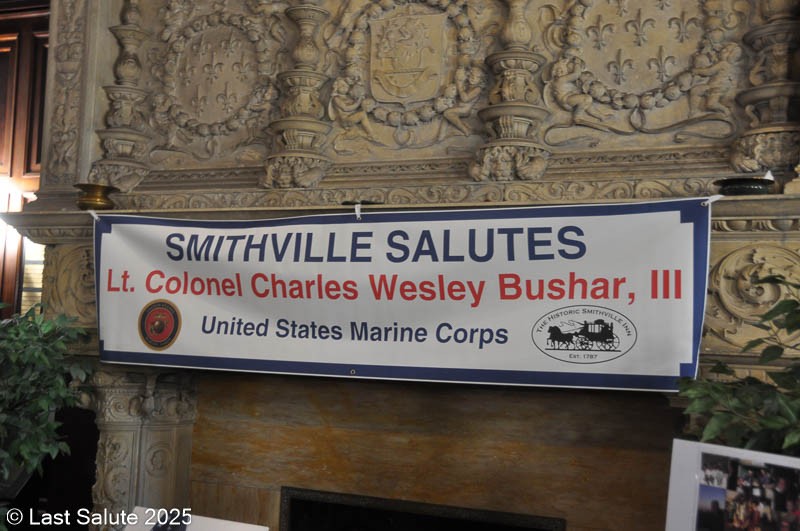 SMITHVILLE SALUTES
Lt. Colonel Charles Wesley Bushar, III
United States Marine Corps
THE HISTORIC SMITHVILLE INN
EST. 1787
© Last Salute 2025